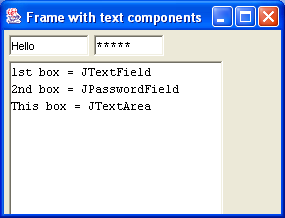 Frame with text components
Hello *****
1st box = JTextField
2nd box = JPasswordField
This box = JTextArea